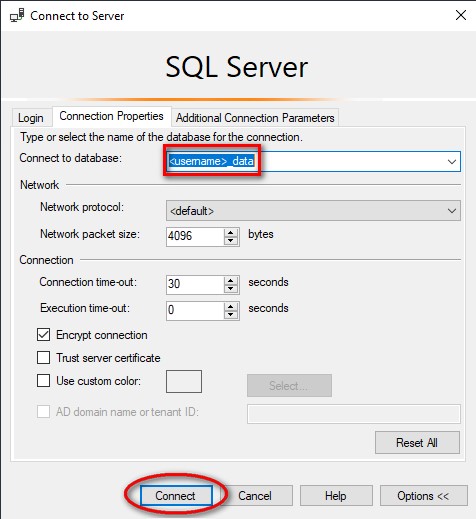 Connect to Server
SQL Server
Login Connection Properties Additional Connection Parameters
Type or select the name of the database for the connection.
Connect to database: <username>_data
Network
Network protocol: <default>
Network packet size: 4096 bytes
Connection
Connection time-out: 30 seconds
Execution time-out: 0 seconds
Encrypt connection
Trust server certificate
Use custom color: Select...
AD domain name or tenant ID:
Reset All
Connect Cancel Help Options <<